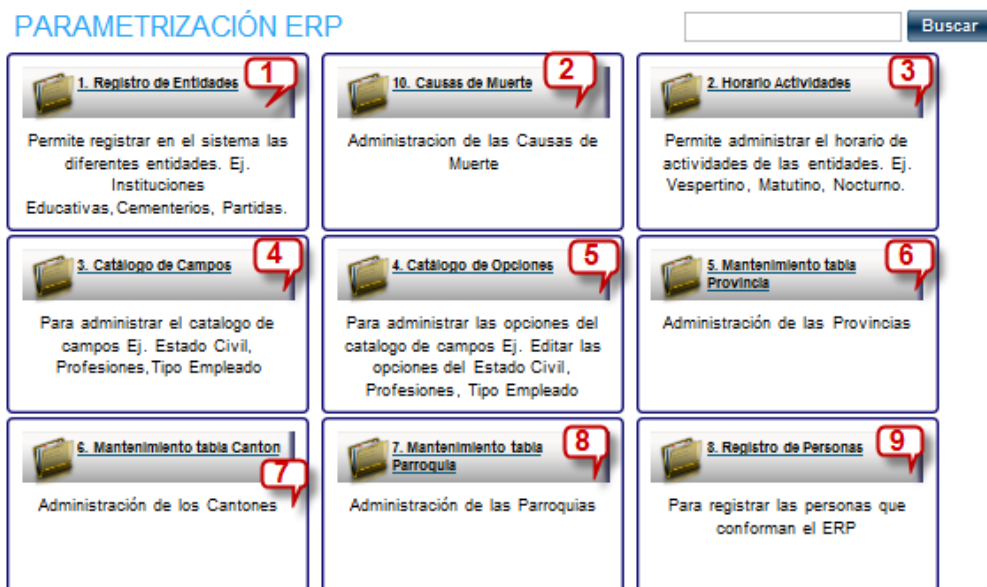 PARAMETRIZACIÓN ERP
Buscar
1. Registro de Entidades
1
Permite registrar en el sistema las
diferentes entidades. Ej.
Instituciones
Educativas,Cementerios, Partidas.
10. Causas de Muerte
2
Administracion de las Causas de
Muerte
2. Horario Actividades
3
Permite administrar el horario de
actividades de las entidades. Ej.
Vespertino, Matutino, Nocturno.
3. Catálogo de Campos
4
Para administrar el catalogo de
campos Ej. Estado Civil,
Profesiones,Tipo Empleado
4. Catálogo de Opciones
5
Para administrar las opciones del
catalogo de campos Ej. Editar las
opciones del Estado Civil,
Profesiones, Tipo Empleado
5. Mantenimiento tabla
Provincia
6
Administración de las Provincias
6. Mantenimiento tabla Canton
7
Administración de los Cantones
7. Mantenimiento tabla
Parroquia
8
Administración de las Parroquias
8. Registro de Personas
9
Para registrar las personas que
conforman el ERP